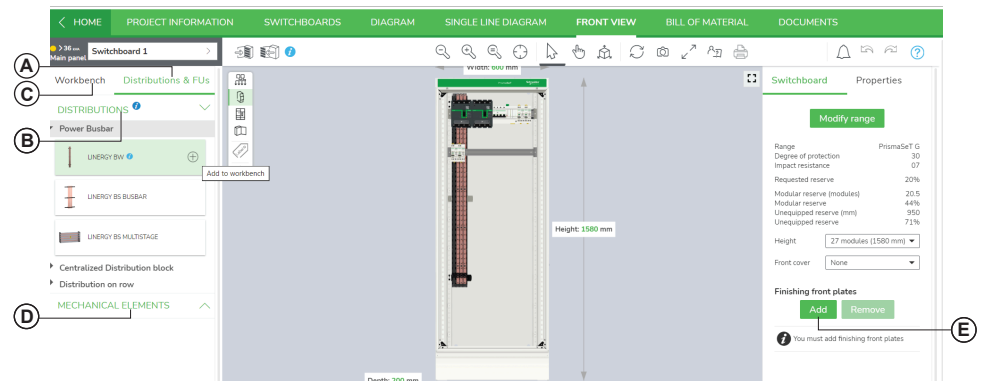 HOME PROJECT INFORMATION SWITCHBOARDS DIAGRAM SINGLE LINE DIAGRAM FRONT VIEW BILL OF MATERIAL DOCUMENTS
>36
Main panel
Switchboard 1
A
Workbench Distributions & FUs
C
DISTRIBUTIONS
B
Power Busbar
LINERGY BW
Add to workbench
LINERGY BS BUSBAR
LINERGY BS MULTISTAGE
Centralized Distribution block
Distribution on row
MECHANICAL ELEMENTS
D
Width: 600 mm
Height: 1580 mm
Depth: 200 mm
Switchboard Properties
Modify range
Range PrismaSeT G
Degree of protection 30
Impact resistance 07
Requested reserve 20%
Modular reserve (modules) 20.5
Modular reserve 44%
Unequipped reserve (mm) 950
Unequipped reserve 71%
Height 27 modules (1580 mm)
Front cover None
Finishing front plates
Add Remove
E
You must add finishing front plates